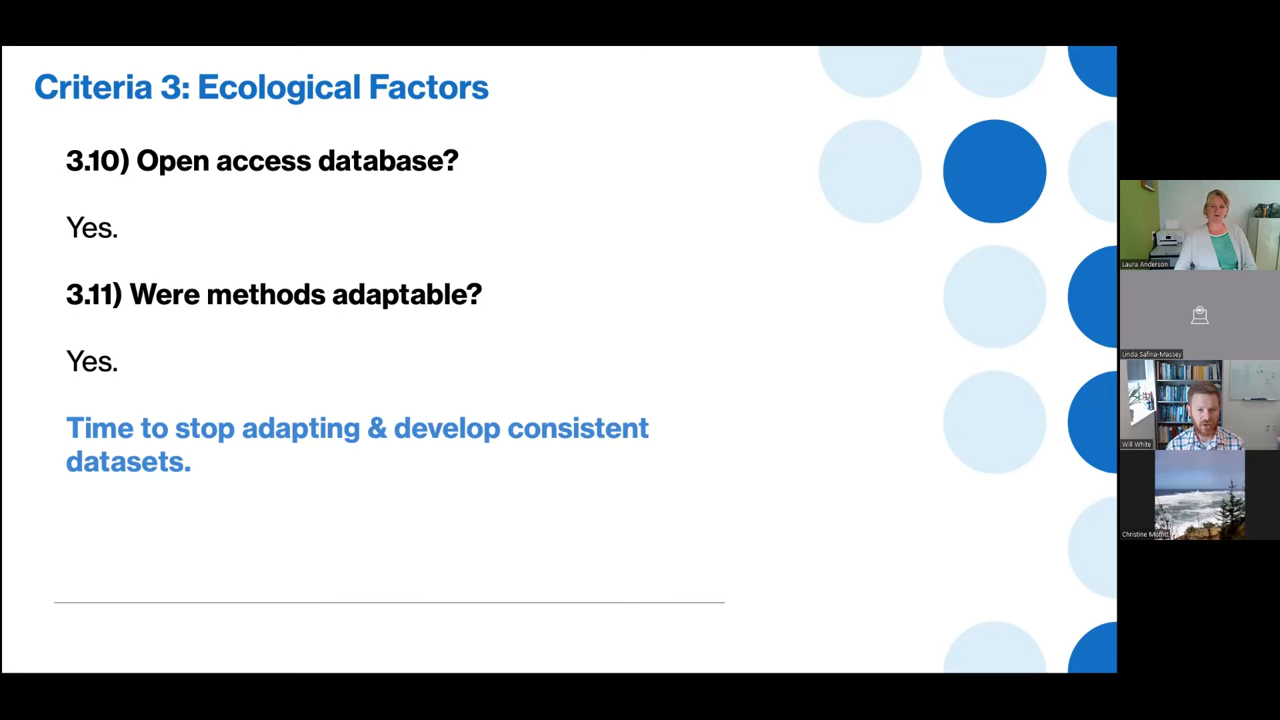 Criteria 3: Ecological Factors
3.10) Open access database?
Yes.
3.11) Were methods adaptable?
Yes.
Time to stop adapting & develop consistent
datasets.
Laura Anderson
Linda Safina-Massey
Will White
Christine Moffitt